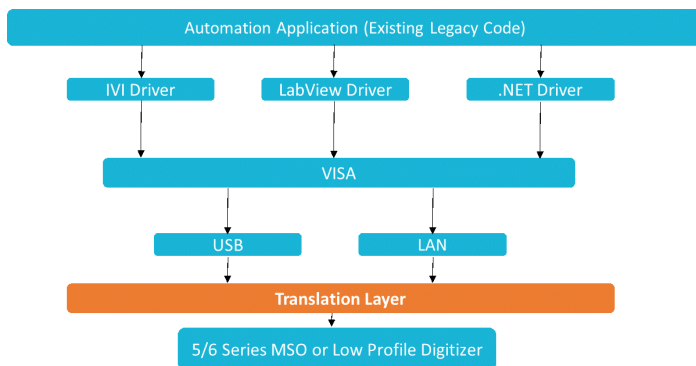 Automation Application (Existing Legacy Code)
IVI Driver
LabView Driver
.NET Driver
VISA
USB
LAN
Translation Layer
5/6 Series MSO or Low Profile Digitizer